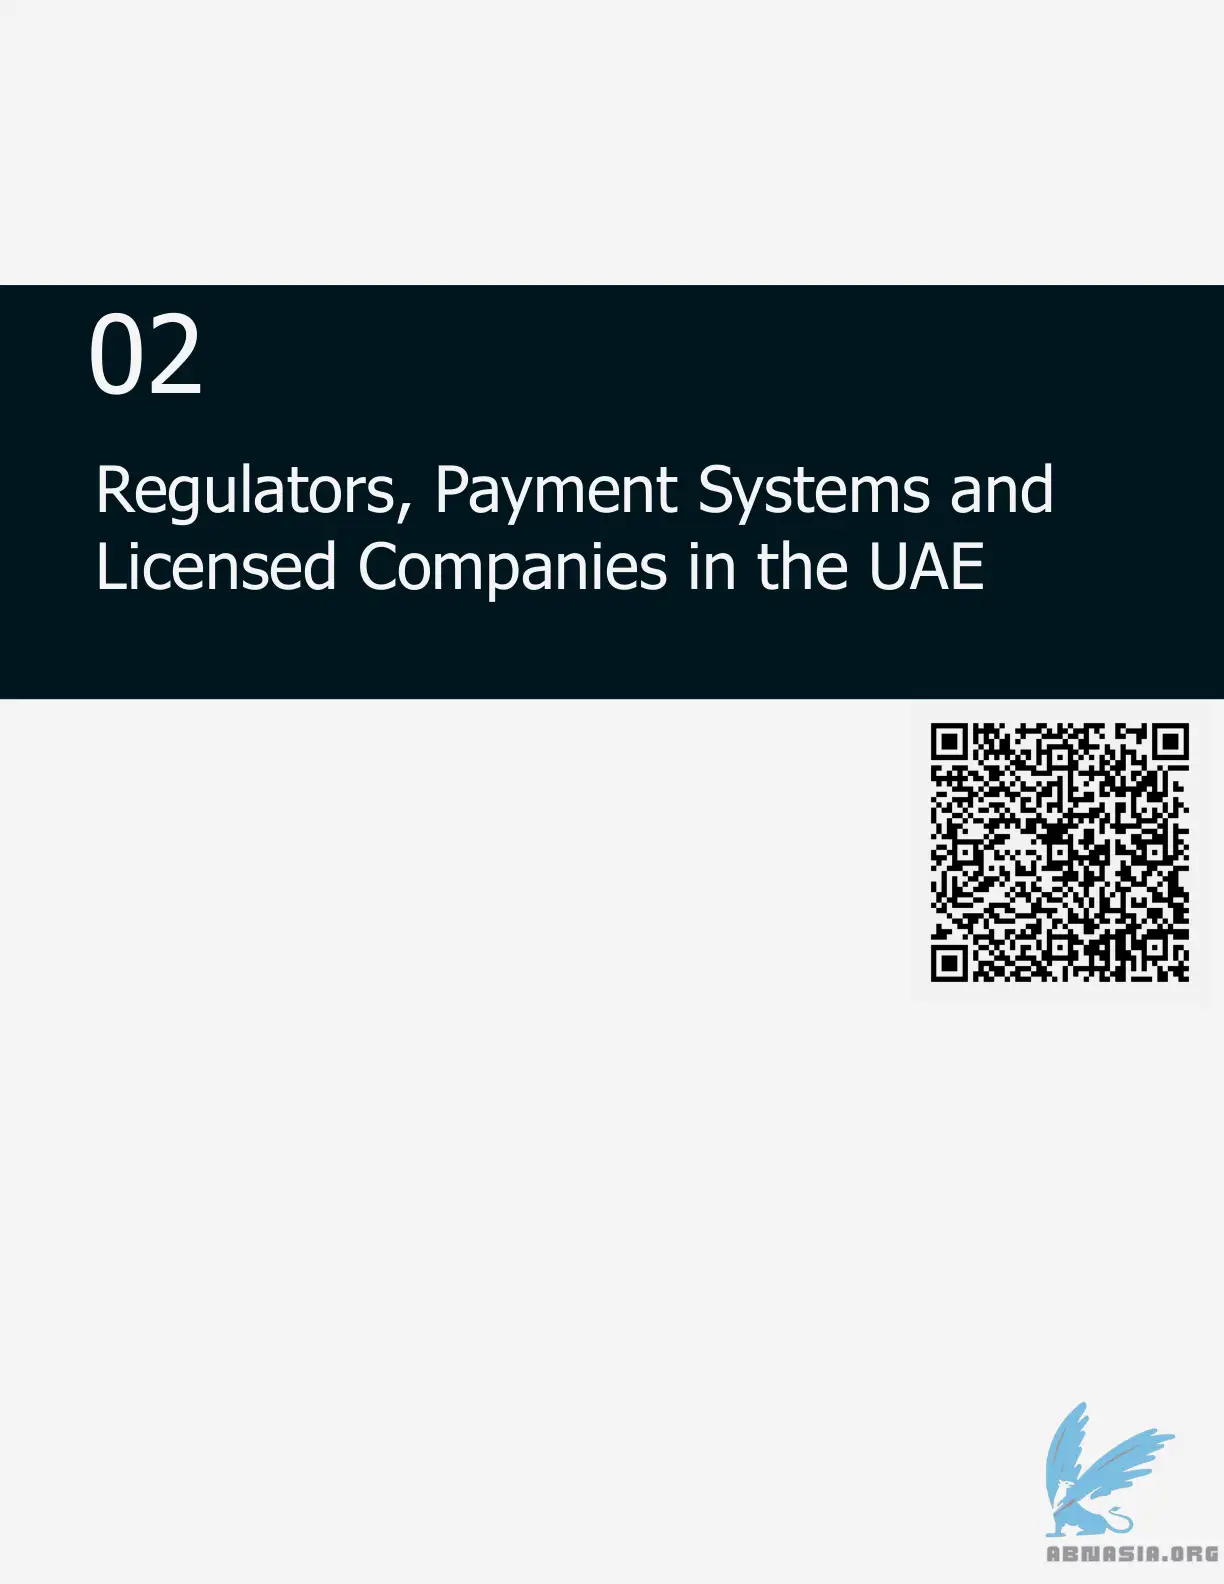 02
Regulators, Payment Systems and
Licensed Companies in the UAE
ABNASIA.ORG